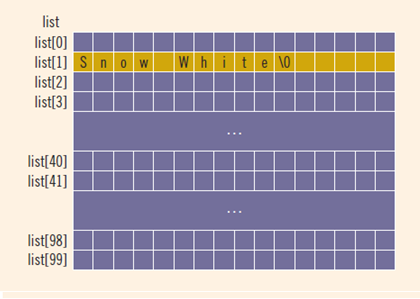 list
list[0]
list[1] S n o w W h i t e \0
list[2]
list[3]
...
list[40]
list[41]
...
list[98]
list[99]